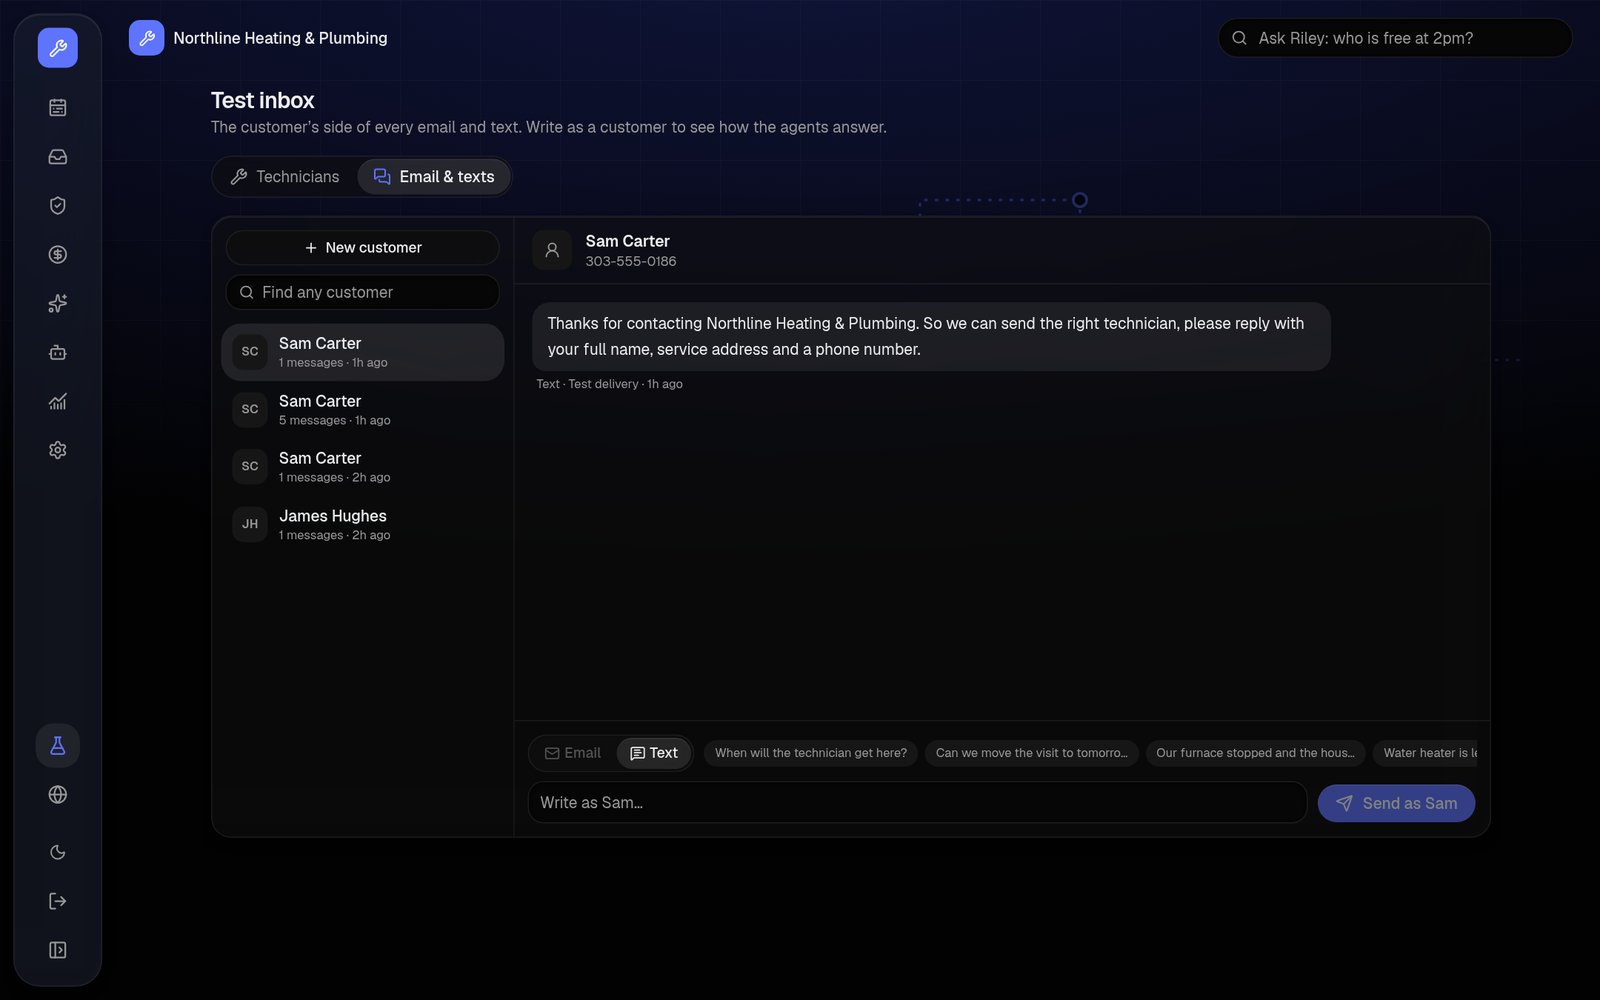 Northline Heating & Plumbing
Ask Riley: who is free at 2pm?
Test inbox
The customer's side of every email and text. Write as a customer to see how the agents answer.
Technicians
Email & texts
New customer
Find any customer
SC
Sam Carter
1 messages · 1h ago
SC
Sam Carter
5 messages · 1h ago
SC
Sam Carter
1 messages · 2h ago
JH
James Hughes
1 messages · 2h ago
Sam Carter
303-555-0186
Thanks for contacting Northline Heating & Plumbing. So we can send the right technician, please reply with
your full name, service address and a phone number.
Text · Test delivery · 1h ago
Email
Text
When will the technician get here?
Can we move the visit to tomorro…
Our furnace stopped and the hous…
Water heater is le
Write as Sam…
Send as Sam